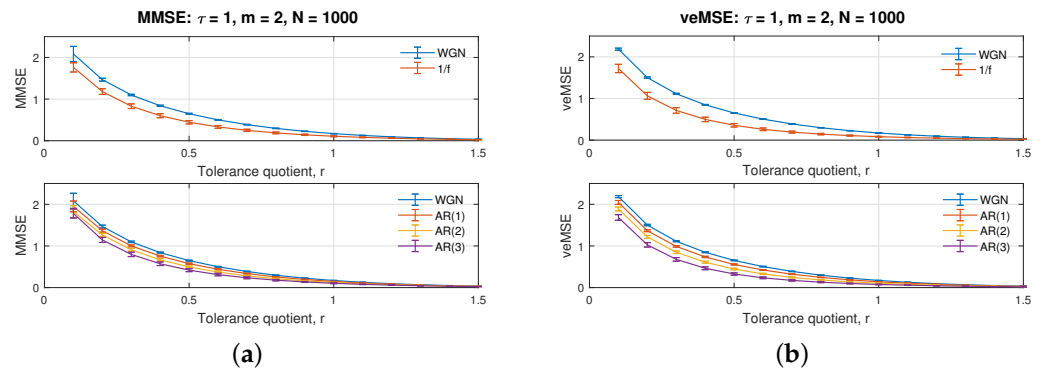 MMSE: τ = 1, m = 2, N = 1000
2
1
0
MMSE
WGN
1/f
0
0.5
1
1.5
Tolerance quotient, r
2
1
0
MMSE
WGN
AR(1)
AR(2)
AR(3)
0
0.5
1
1.5
Tolerance quotient, r
(a)
veMSE: τ = 1, m = 2, N = 1000
2
1
0
veMSE
WGN
1/f
0
0.5
1
1.5
Tolerance quotient, r
2
1
0
veMSE
WGN
AR(1)
AR(2)
AR(3)
0
0.5
1
1.5
Tolerance quotient, r
(b)